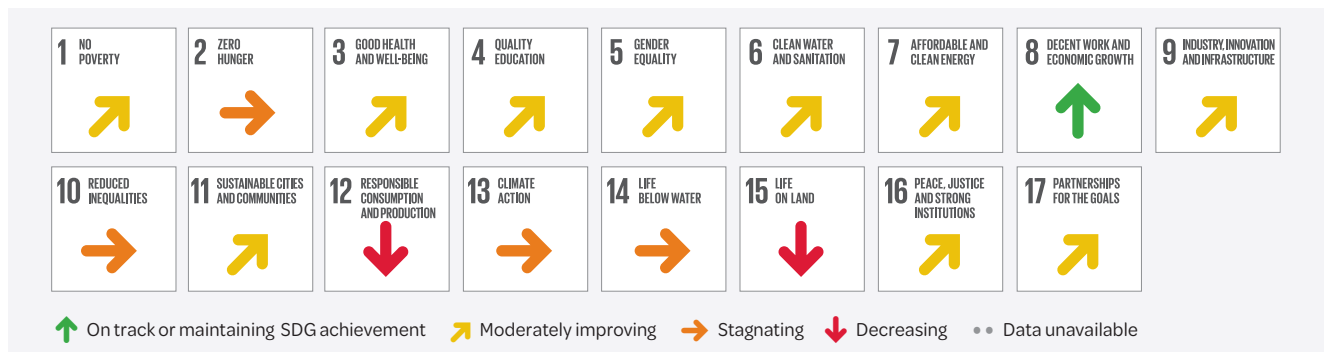 1 NO
POVERTY
2 ZERO
HUNGER
3 GOOD HEALTH
AND WELL-BEING
4 QUALITY
EDUCATION
5 GENDER
EQUALITY
6 CLEAN WATER
AND SANITATION
7 AFFORDABLE AND
CLEAN ENERGY
8 DECENT WORK AND
ECONOMIC GROWTH
9 INDUSTRY, INNOVATION
AND INFRASTRUCTURE
10 REDUCED
INEQUALITIES
11 SUSTAINABLE CITIES
AND COMMUNITIES
12 RESPONSIBLE
CONSUMPTION
AND PRODUCTION
13 CLIMATE
ACTION
14 LIFE
BELOW WATER
15 LIFE
ON LAND
16 PEACE, JUSTICE
AND STRONG
INSTITUTIONS
17 PARTNERSHIPS
FOR THE GOALS
On track or maintaining SDG achievement Moderately improving Stagnating Decreasing Data unavailable